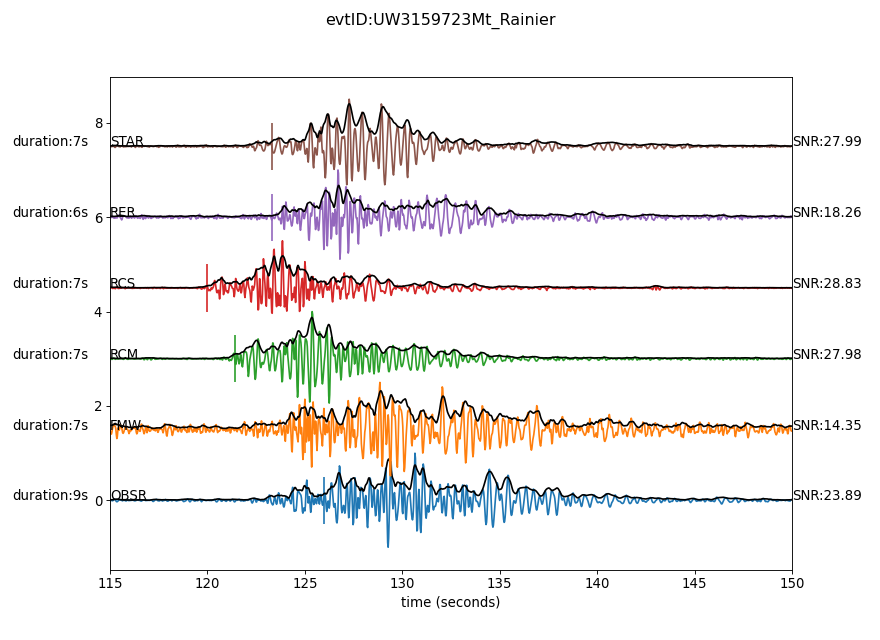 evtID:UW3159723Mt_Rainier
8
duration:7s STAR SNR:27.99
duration:6s RER SNR:18.26
6
duration:7s RCS SNR:28.83
4
duration:7s RCM SNR:27.98
2
duration:7s FMW SNR:14.35
duration:9s OBSR SNR:23.89
0
115 120 125 130 135 140 145 150
time (seconds)